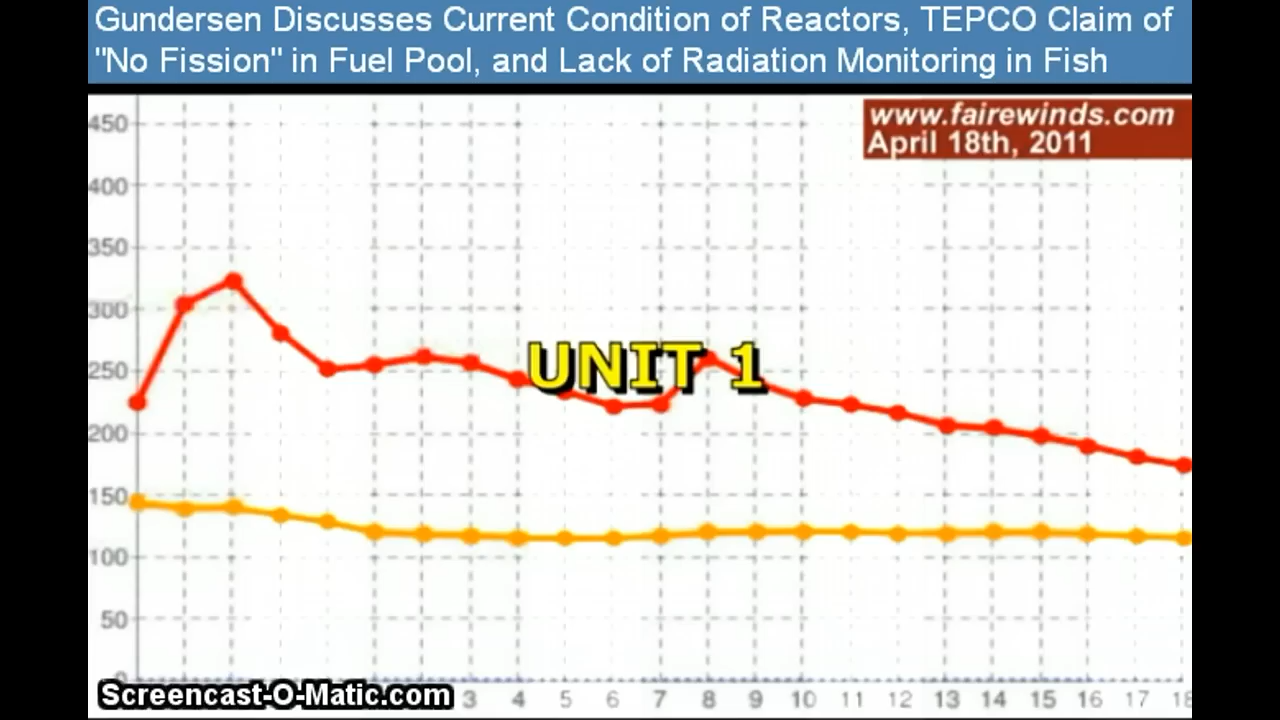 Gundersen Discusses Current Condition of Reactors, TEPCO Claim of
"No Fission" in Fuel Pool, and Lack of Radiation Monitoring in Fish
www.fairewinds.com
April 18th, 2011
450
400
350
300
250
200
150
100
50
UNIT 1
Screencast-O-Matic.com
3 4 5 6 7 8 9 10 11 12 13 14 15 16 17 18